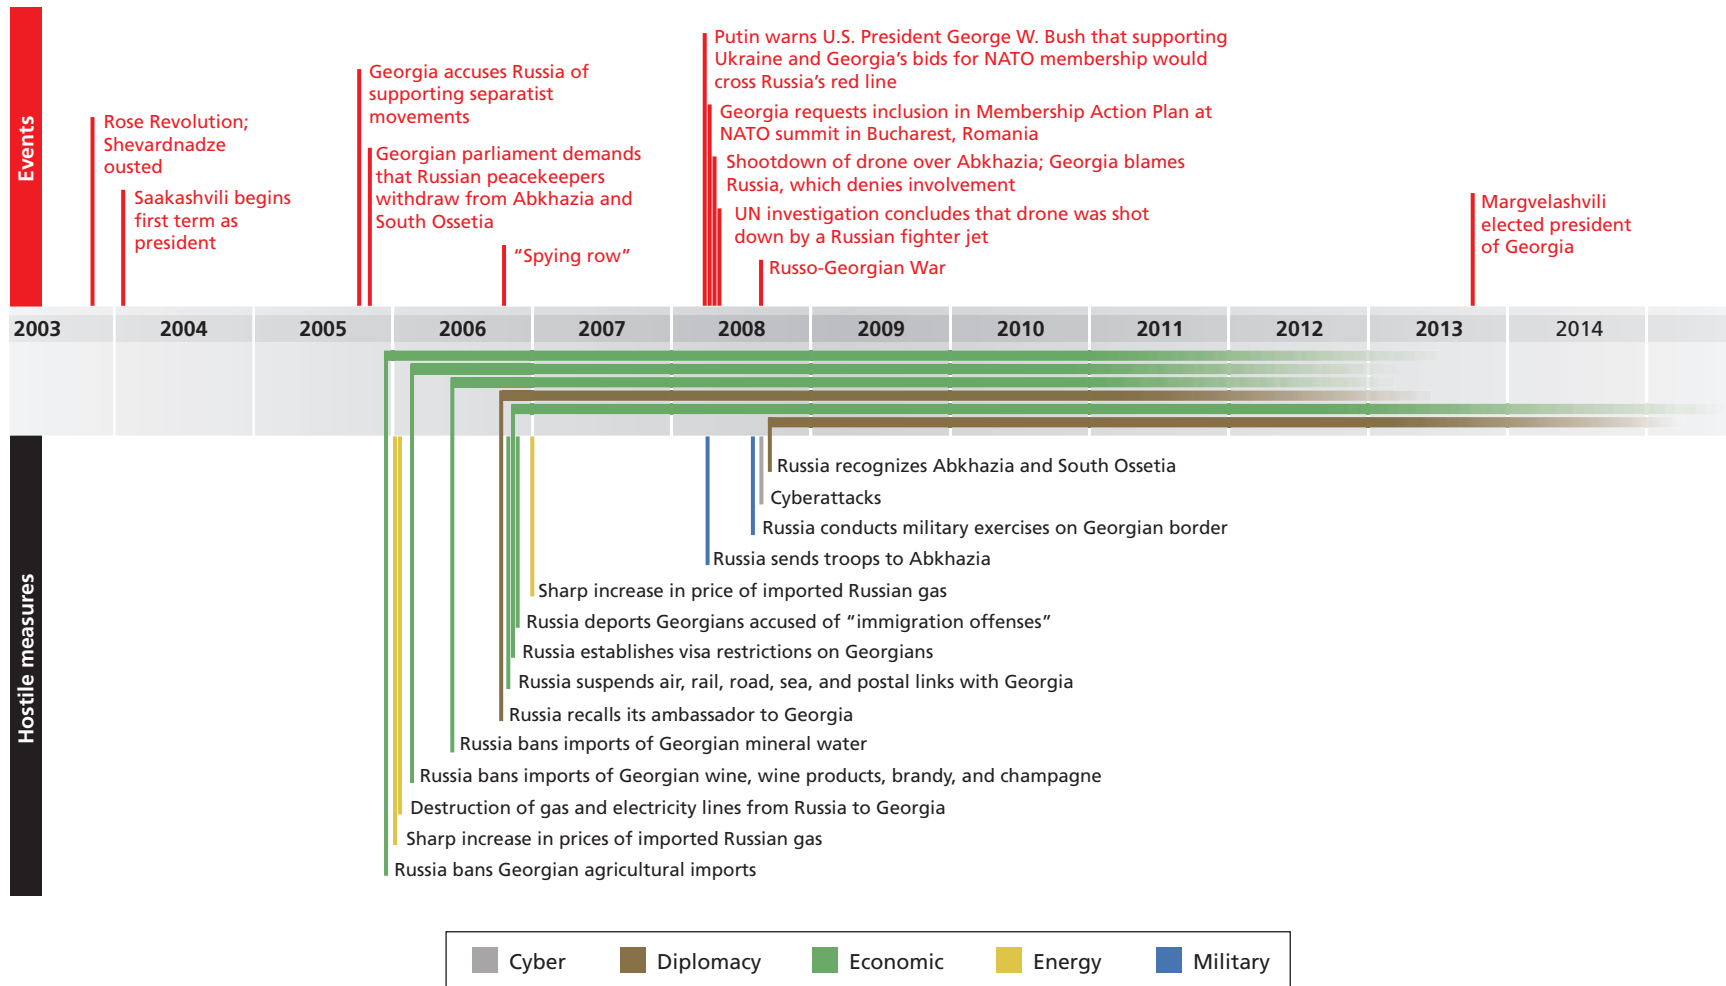 Events
Rose Revolution;
Shevardnadze
ousted
Saakashvili begins
first term as
president
Georgia accuses Russia of
supporting separatist
movements
Georgian parliament demands
that Russian peacekeepers
withdraw from Abkhazia and
South Ossetia
“Spying row”
Putin warns U.S. President George W. Bush that supporting
Ukraine and Georgia’s bids for NATO membership would
cross Russia’s red line
Georgia requests inclusion in Membership Action Plan at
NATO summit in Bucharest, Romania
Shootdown of drone over Abkhazia; Georgia blames
Russia, which denies involvement
UN investigation concludes that drone was shot
down by a Russian fighter jet
Russo-Georgian War
Margvelashvili
elected president
of Georgia
2003 2004 2005 2006 2007 2008 2009 2010 2011 2012 2013 2014
Hostile measures
Russia recognizes Abkhazia and South Ossetia
Cyberattacks
Russia conducts military exercises on Georgian border
Russia sends troops to Abkhazia
Sharp increase in price of imported Russian gas
Russia deports Georgians accused of “immigration offenses”
Russia establishes visa restrictions on Georgians
Russia suspends air, rail, road, sea, and postal links with Georgia
Russia recalls its ambassador to Georgia
Russia bans imports of Georgian mineral water
Russia bans imports of Georgian wine, wine products, brandy, and champagne
Destruction of gas and electricity lines from Russia to Georgia
Sharp increase in prices of imported Russian gas
Russia bans Georgian agricultural imports
Cyber Diplomacy Economic Energy Military